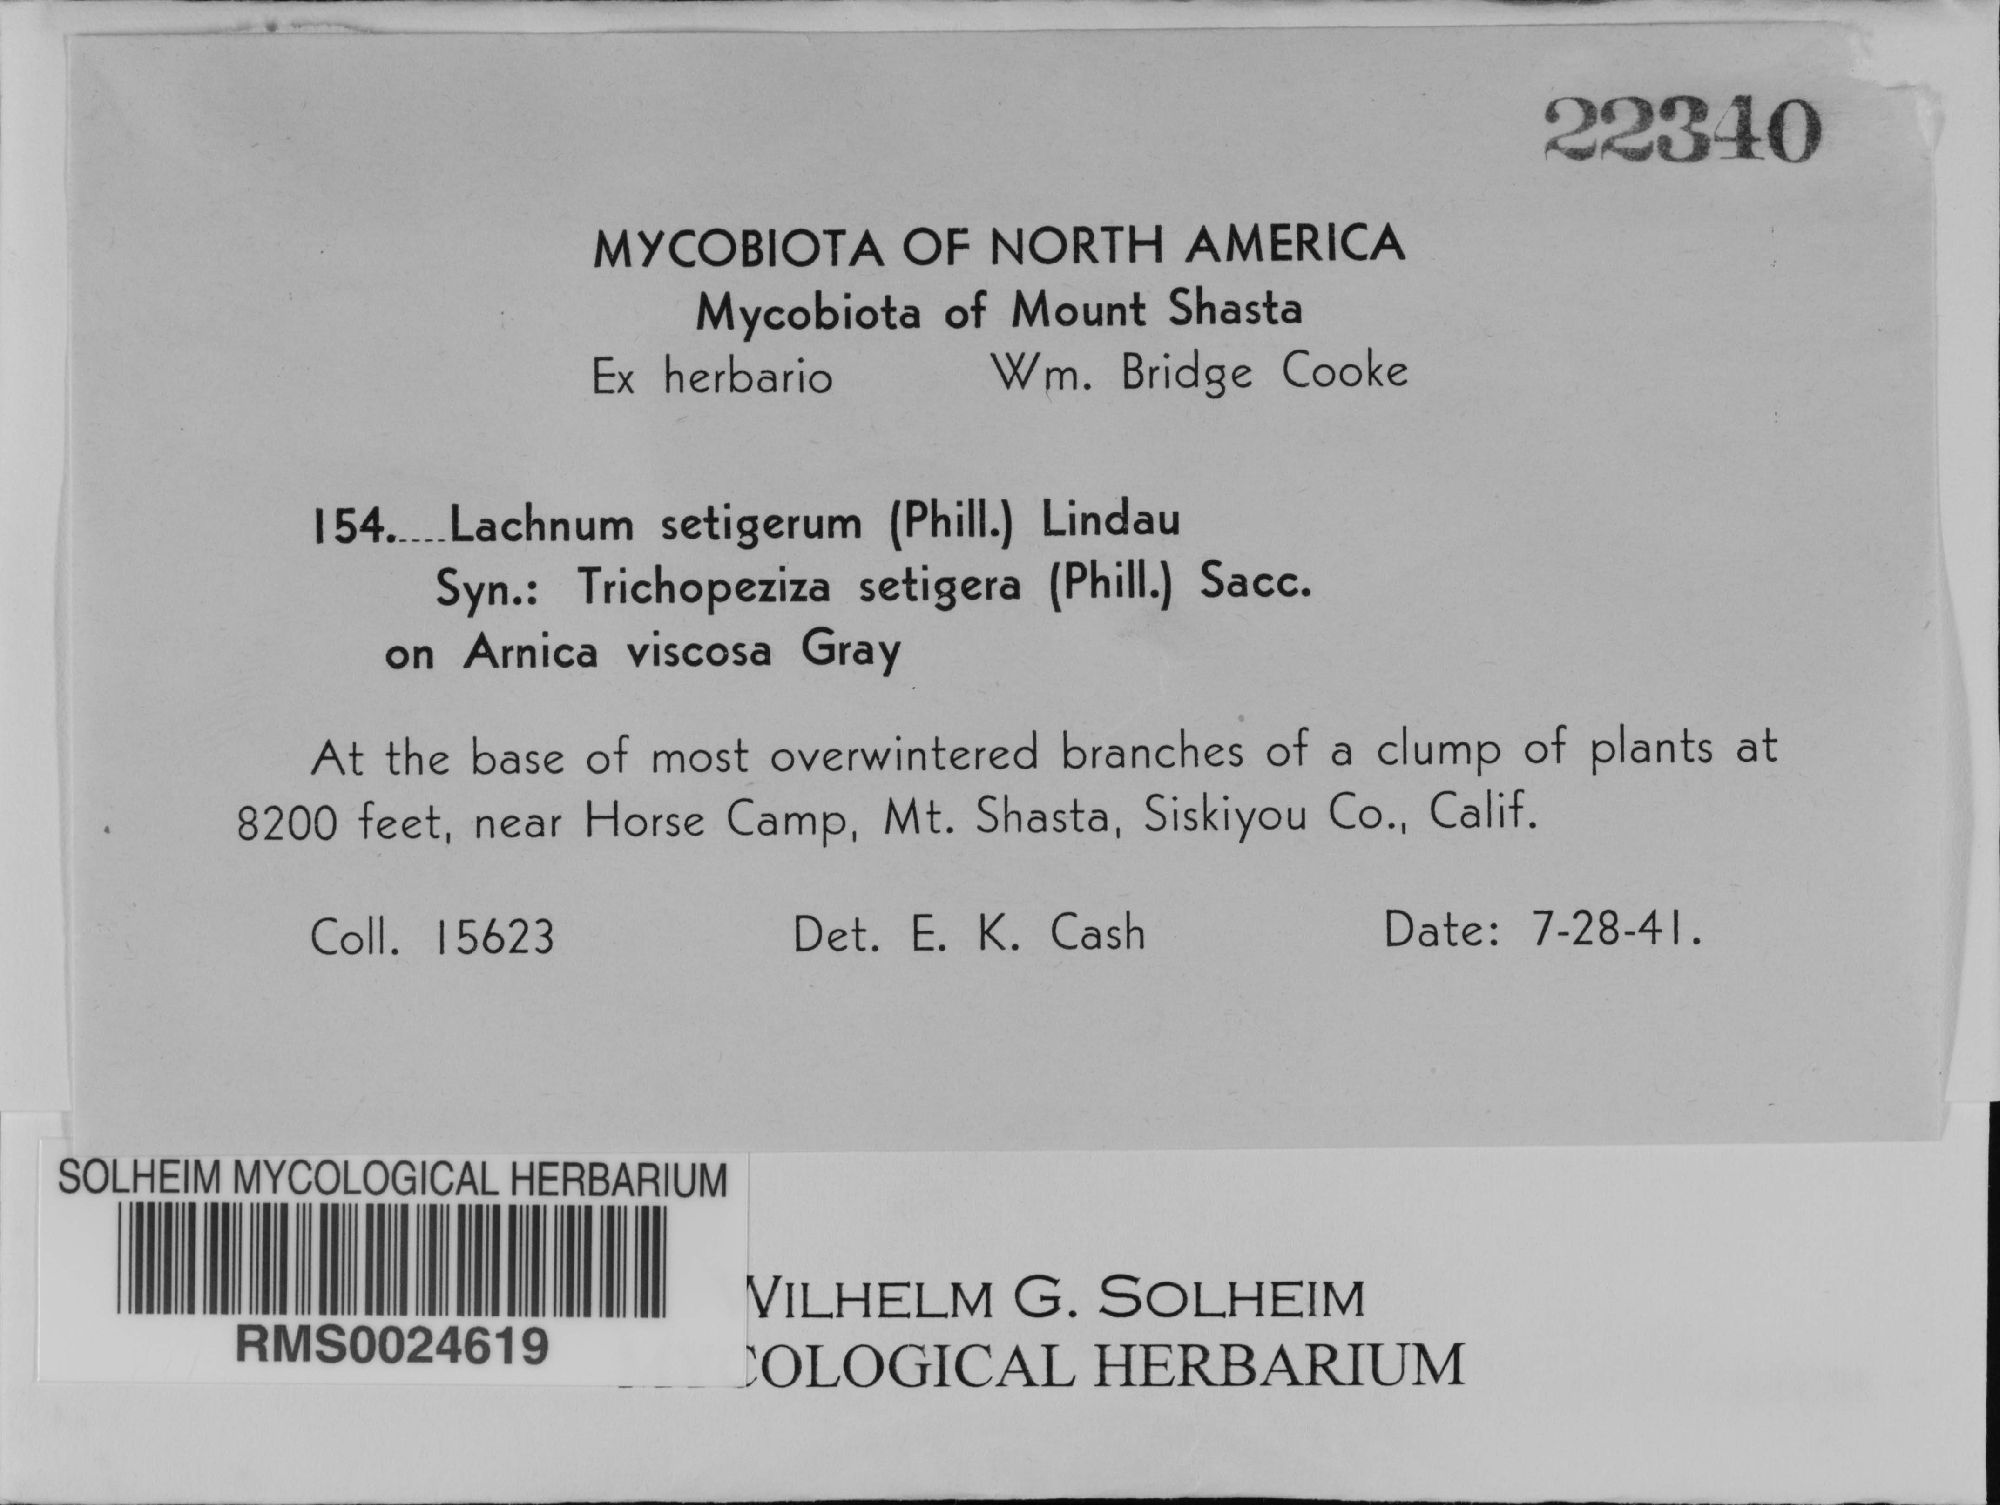 22340
MYCOBIOTA OF NORTH AMERICA
Mycobiota of Mount Shasta
Ex herbario Wm. Bridge Cooke
154.....Lachnum setigerum (Phill.) Lindau
Syn.: Trichopeziza setigera (Phill.) Sacc.
on Arnica viscosa Gray
At the base of most overwintered branches of a clump of plants at
8200 feet, near Horse Camp, Mt. Shasta, Siskiyou Co., Calif.
Coll. 15623 Det. E. K. Cash Date: 7-28-41.
SOLHEIM MYCOLOGICAL HERBARIUM
RMS0024619
G. SOLHEIM
HERBARIUM